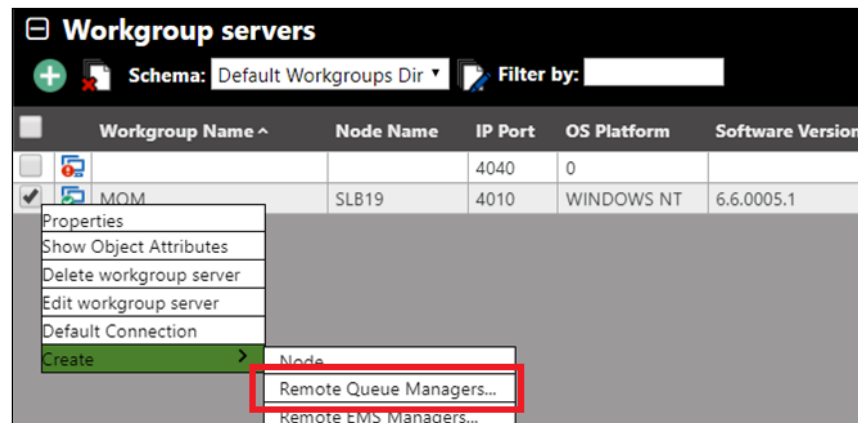 Workgroup servers
Schema: Default Workgroups Dir Filter by:
Workgroup Name Node Name IP Port OS Platform Software Version
4040 0
MOM SLB19 4010 WINDOWS NT 6.6.0005.1
Properties
Show Object Attributes
Delete workgroup server
Edit workgroup server
Default Connection
Create
Node
Remote Queue Managers...
Remote EMS Managers...